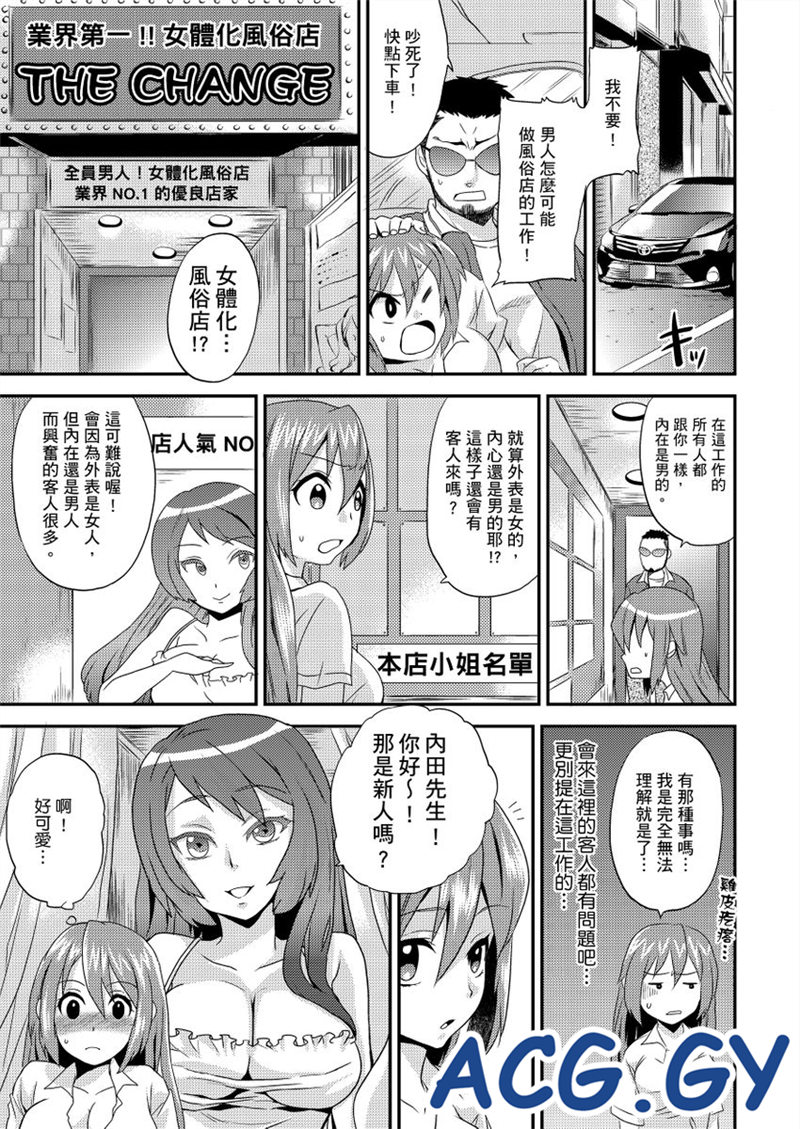 キッ
我不要！
男人怎麼可能
做風俗店的工作！
吵死了！
快點下車！
業界第一!!女體化風俗店
THE CHANGE
全員男人！女體化風俗店
業界NO.1的優良店家
女體化…
風俗店!?
在這工作的
所有人都
跟你一樣，
內在是男的。
就算外表是女的，
內心還是男的耶!?
這樣子還會有
客人來嗎？
本店小姐名單
店人氣NO
這可難說喔！
會因為外表是女人，
但內在還是男人
而興奮的客人很多。
有那種事嗎…
我是完全無法
理解就是了…
雞皮疙瘩…
會來這裡的客人都有問題吧…
更別提在這工作的…
內田先生！
你好～！
那是新人嗎？
啊！
好可愛…
ACG.GY